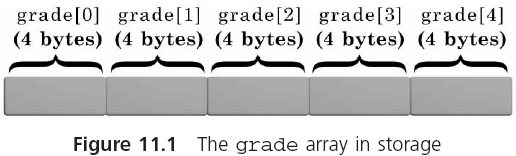 grade[0] grade[1] grade[2] grade[3] grade[4]
(4 bytes) (4 bytes) (4 bytes) (4 bytes) (4 bytes)
Figure 11.1 The grade array in storage